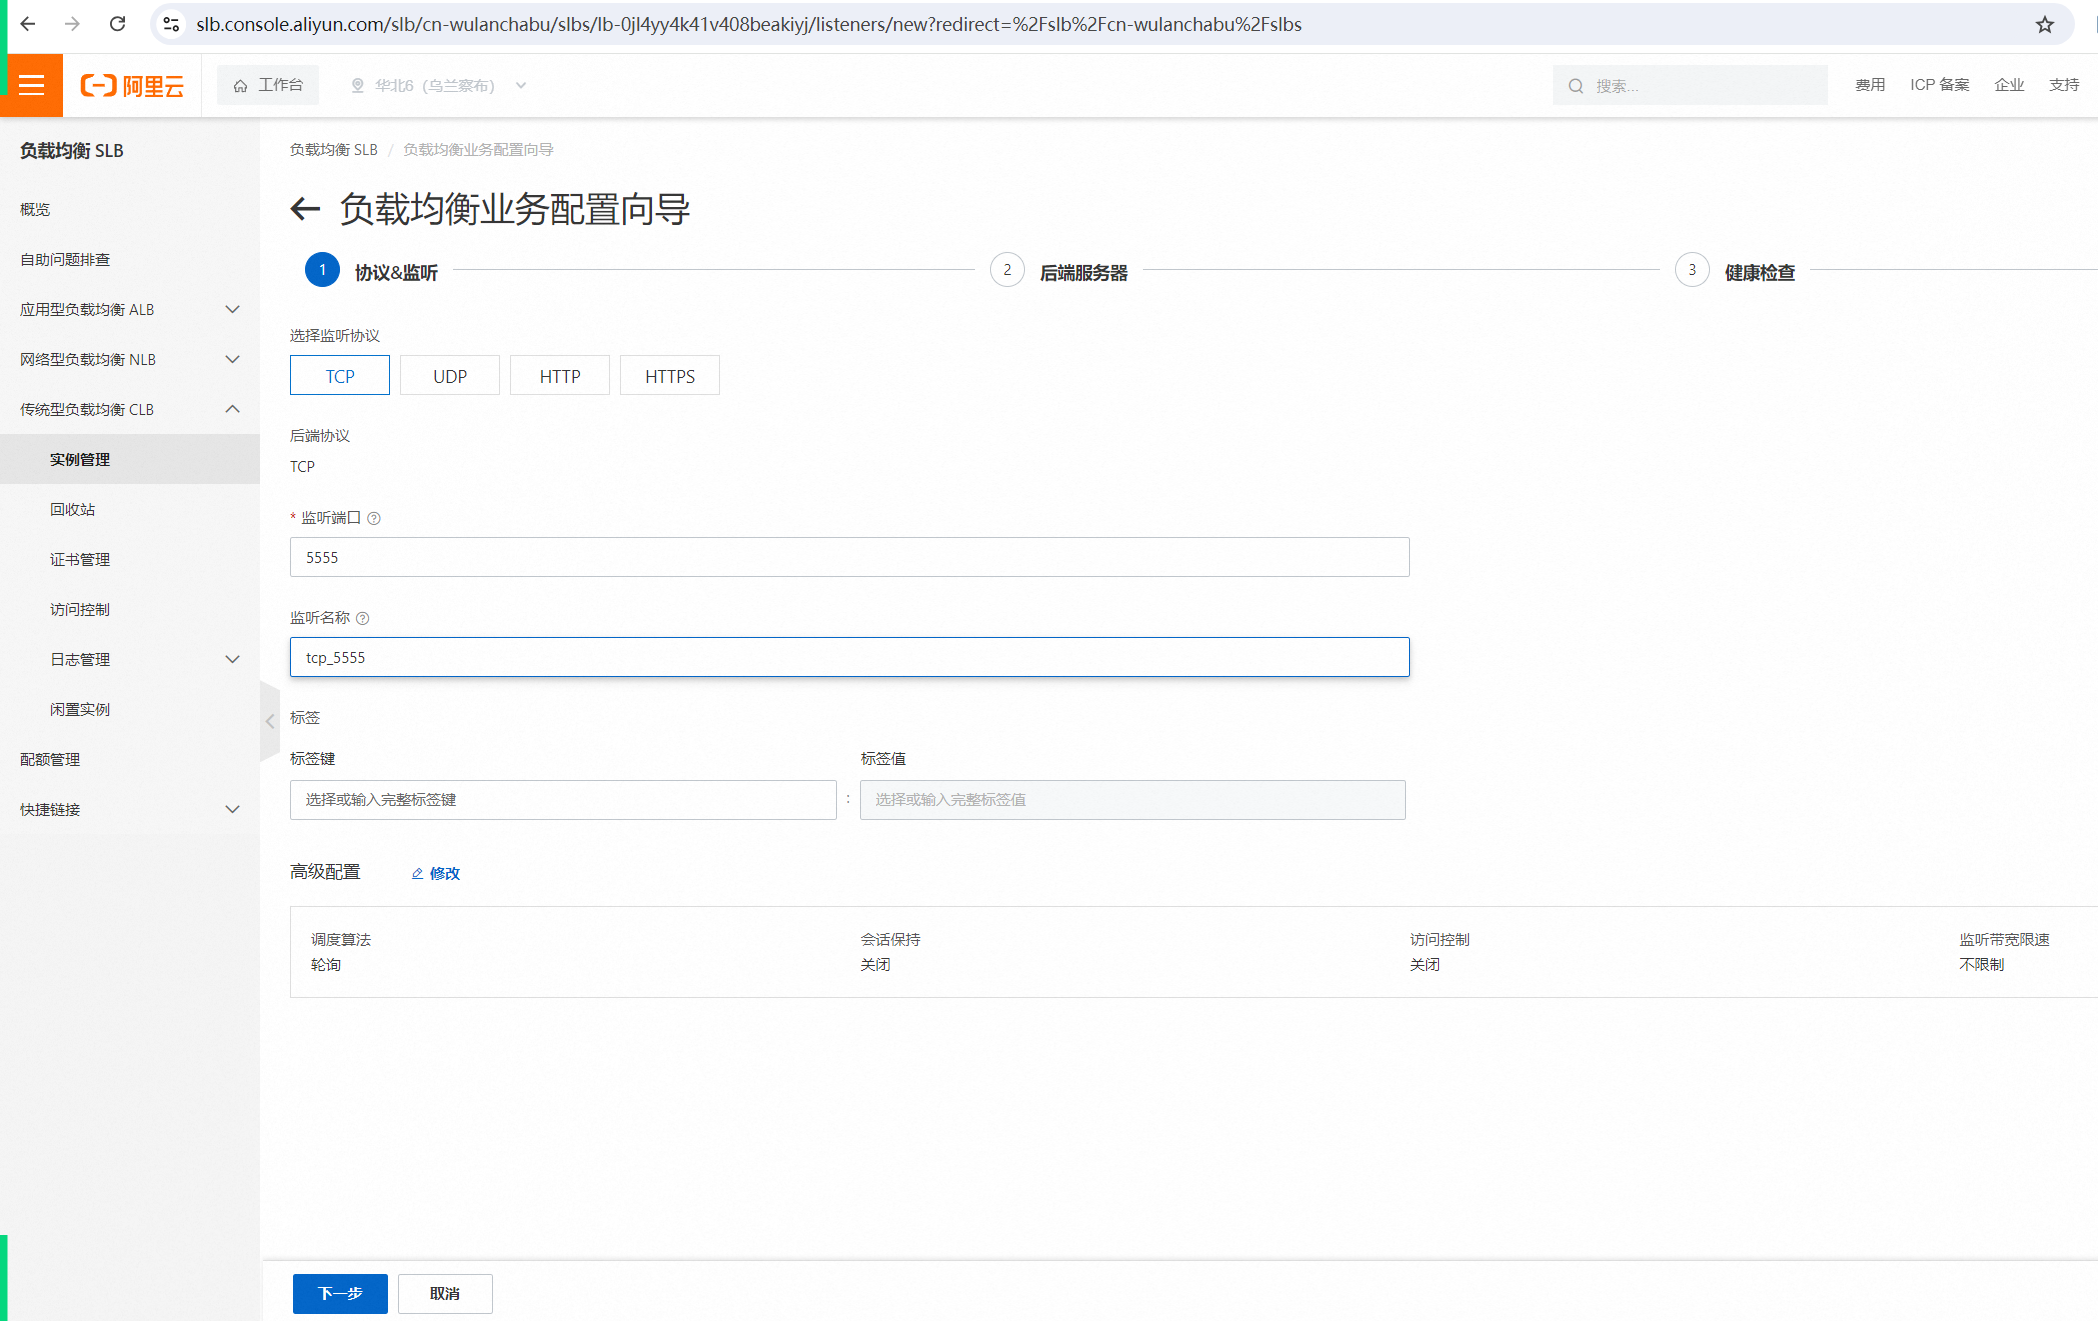 slb.console.aliyun.com/slb/cn-wulanchabu/slbs/lb-0jl4yy4k41v408beakiyj/listeners/new?redirect=%2Fslb%2Fcn-wulanchabu%2Fslbs
阿里云 工作台 华北6（乌兰察布） 搜索... 费用 ICP 备案 企业 支持
负载均衡 SLB
概览
自助问题排查
应用型负载均衡 ALB
网络型负载均衡 NLB
传统型负载均衡 CLB
实例管理
回收站
证书管理
访问控制
日志管理
闲置实例
配额管理
快捷链接
负载均衡 SLB / 负载均衡业务配置向导
负载均衡业务配置向导
1 协议&监听 2 后端服务器 3 健康检查
选择监听协议
TCP UDP HTTP HTTPS
后端协议
TCP
* 监听端口
5555
监听名称
tcp_5555
标签
标签键 标签值
选择或输入完整标签键 : 选择或输入完整标签值
高级配置 修改
调度算法 会话保持 访问控制 监听带宽限速
轮询 关闭 关闭 不限制
下一步 取消